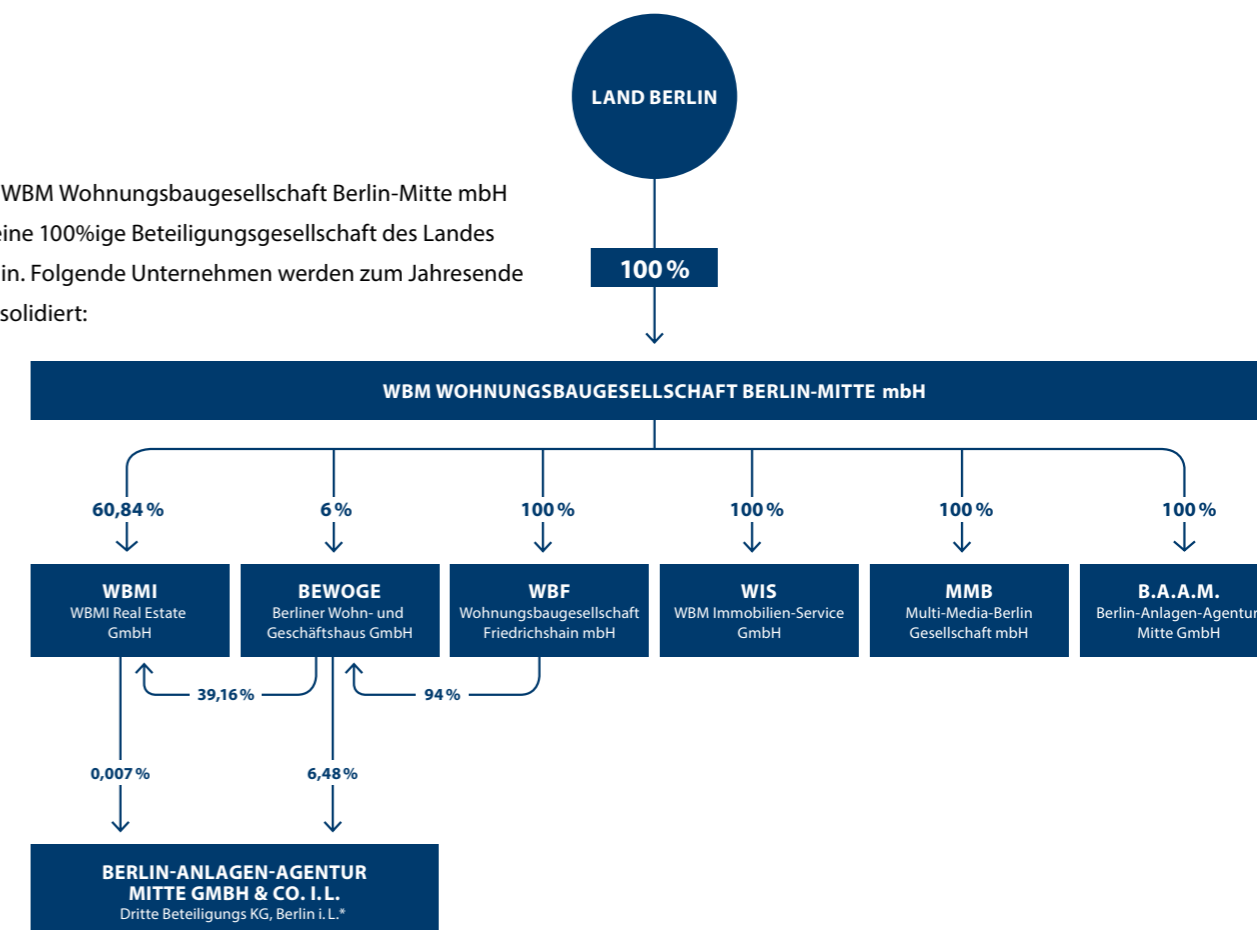 LAND BERLIN
WBM Wohnungsbaugesellschaft Berlin-Mitte mbH
eine 100%ige Beteiligungsgesellschaft des Landes
in. Folgende Unternehmen werden zum Jahresende
solidiert:
100 %
WBM WOHNUNGSBAUGESELLSCHAFT BERLIN-MITTE mbH
60,84 % 6 % 100 % 100 % 100 % 100 %
WBMI
WBMI Real Estate
GmbH
BEWOGE
Berliner Wohn- und
Geschäftshaus GmbH
WBF
Wohnungsbaugesellschaft
Friedrichshain mbH
WIS
WBM Immobilien-Service
GmbH
MMB
Multi-Media-Berlin
Gesellschaft mbH
B.A.A.M.
Berlin-Anlagen-Agentur
Mitte GmbH
39,16 % 94 %
0,007 % 6,48 %
BERLIN-ANLAGEN-AGENTUR
MITTE GMBH & CO. I. L.
Dritte Beteiligungs KG, Berlin i. L.*